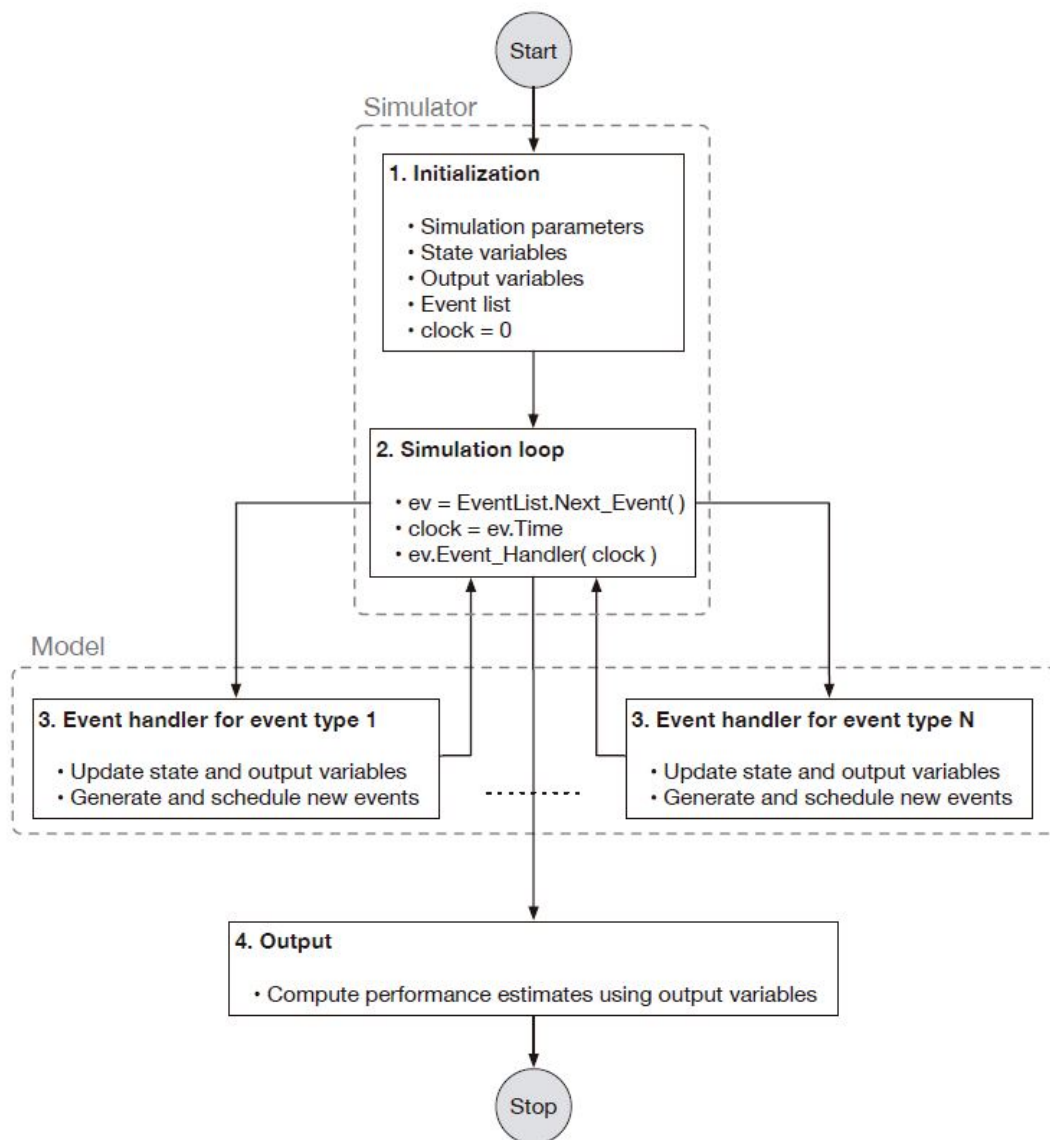 Start
Simulator
1. Initialization
• Simulation parameters
• State variables
• Output variables
• Event list
• clock = 0
2. Simulation loop
• ev = EventList.Next_Event( )
• clock = ev.Time
• ev.Event_Handler( clock )
Model
3. Event handler for event type 1
• Update state and output variables
• Generate and schedule new events
3. Event handler for event type N
• Update state and output variables
• Generate and schedule new events
4. Output
• Compute performance estimates using output variables
Stop